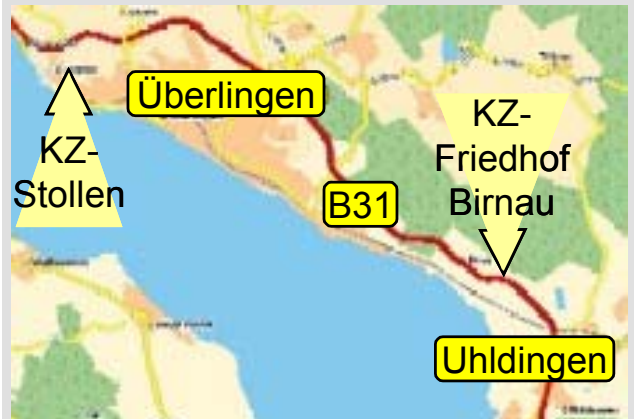 Überlingen
KZ-
Stollen
KZ-
Friedhof
Birnau
B31
Uhldingen